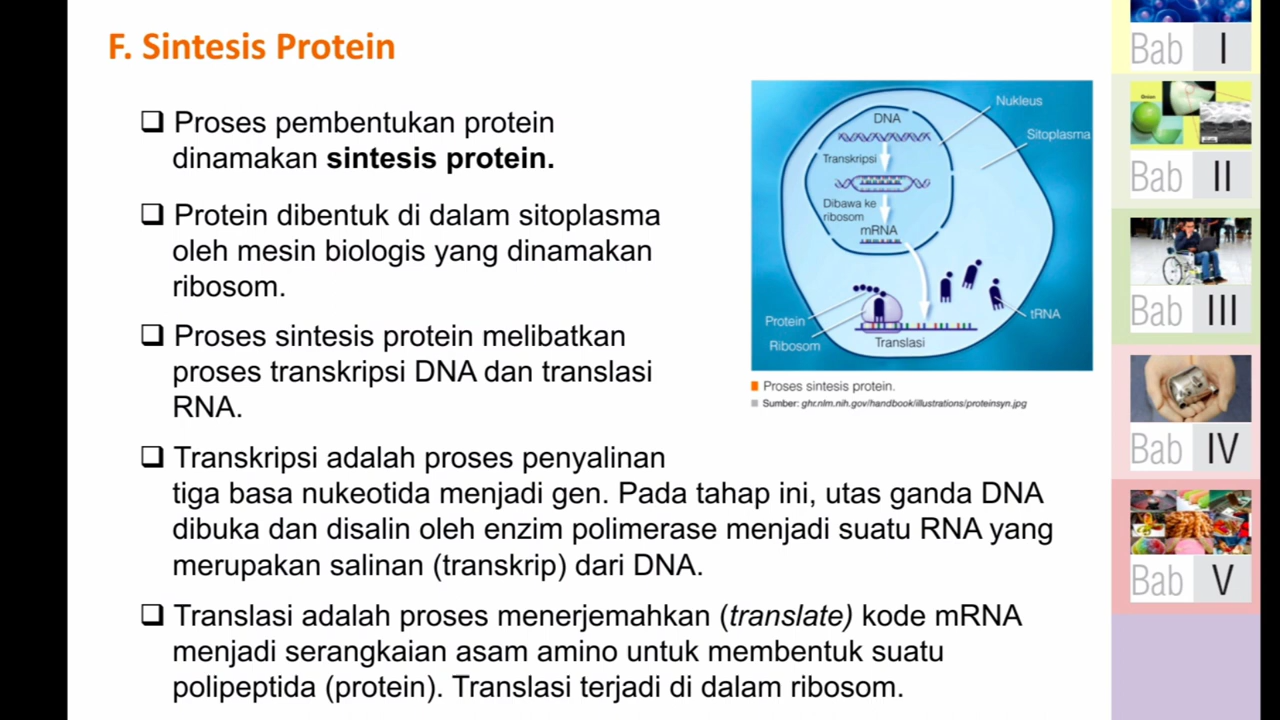 F. Sintesis Protein
Proses pembentukan protein
dinamakan sintesis protein.
Protein dibentuk di dalam sitoplasma
oleh mesin biologis yang dinamakan
ribosom.
Proses sintesis protein melibatkan
proses transkripsi DNA dan translasi
RNA.
Transkripsi adalah proses penyalinan
tiga basa nukeotida menjadi gen. Pada tahap ini, utas ganda DNA
dibuka dan disalin oleh enzim polimerase menjadi suatu RNA yang
merupakan salinan (transkrip) dari DNA.
Translasi adalah proses menerjemahkan (translate) kode mRNA
menjadi serangkaian asam amino untuk membentuk suatu
polipeptida (protein). Translasi terjadi di dalam ribosom.
Nukleus
DNA
Sitoplasma
Transkripsi
Dibawa ke
ribosom
mRNA
Protein
tRNA
Ribosom
Translasi
Proses sintesis protein.
Sumber: ghr.nlm.nih.gov/handbook/illustrations/proteinsyn.jpg
Bab I
Bab II
Bab III
Bab IV
Bab V